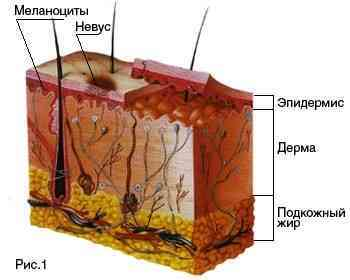 Меланоциты
Невус
Эпидермис
Дерма
Подкожный
жир
Рис.1